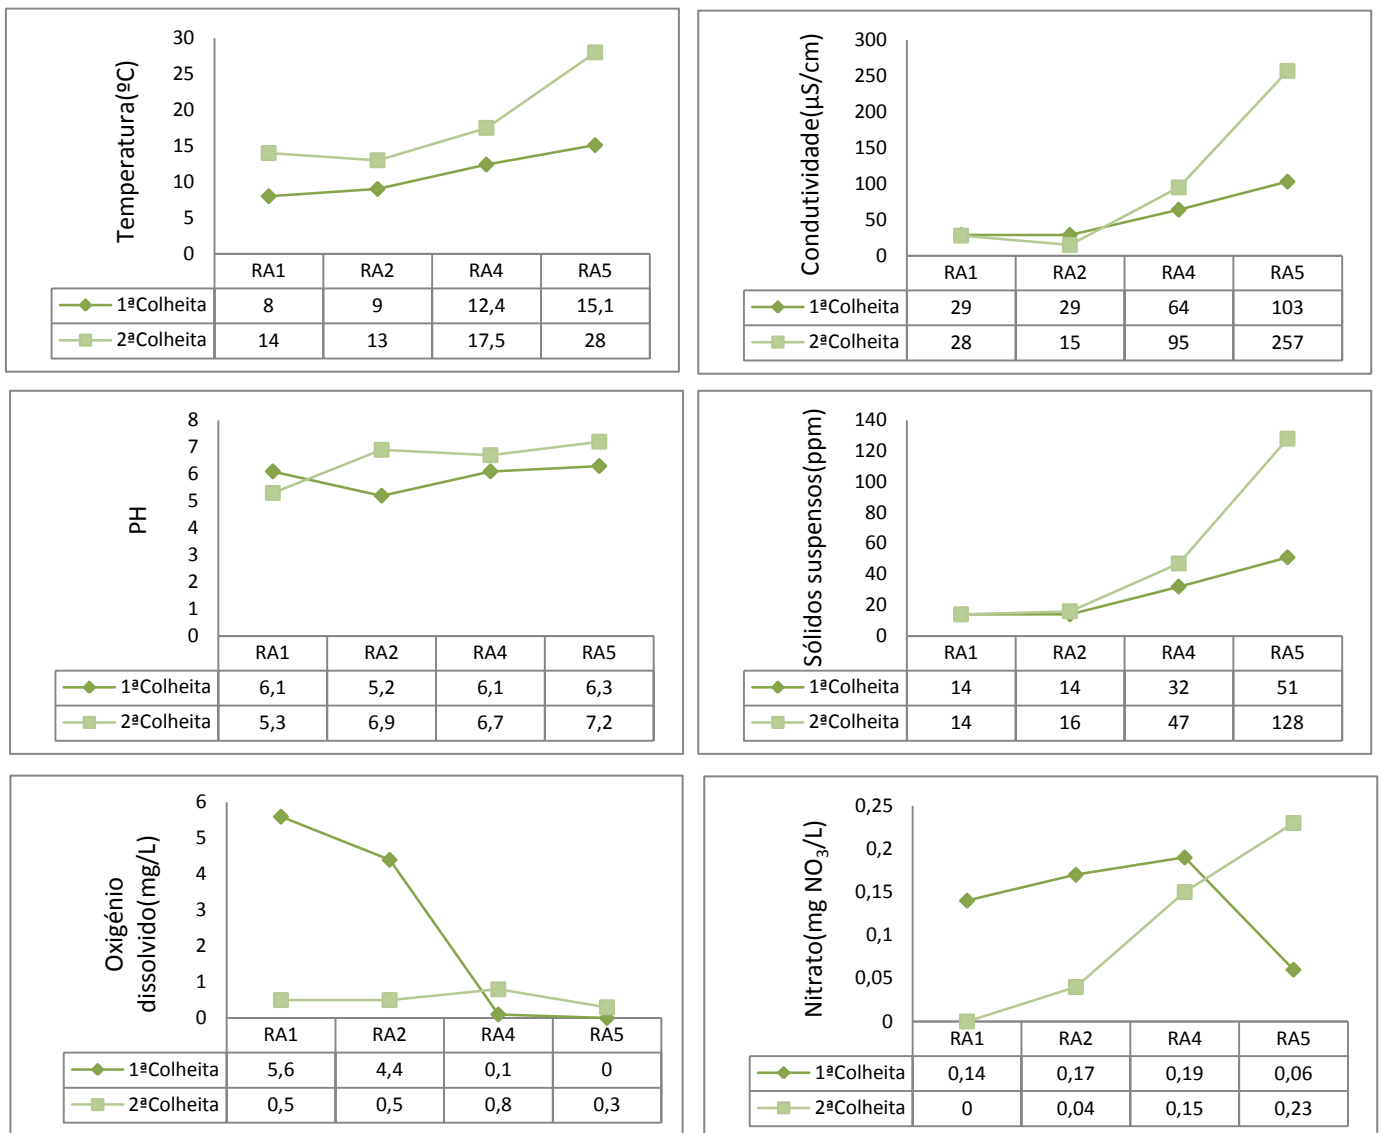 Temperatura(ºC)
30
25
20
15
10
5
0
RA1 RA2 RA4 RA5
1ªColheita 8 9 12,4 15,1
2ªColheita 14 13 17,5 28
Condutividade(µS/cm)
300
250
200
150
100
50
0
RA1 RA2 RA4 RA5
1ªColheita 29 29 64 103
2ªColheita 28 15 95 257
PH
8
7
6
5
4
3
2
1
0
RA1 RA2 RA4 RA5
1ªColheita 6,1 5,2 6,1 6,3
2ªColheita 5,3 6,9 6,7 7,2
Sólidos suspensos(ppm)
140
120
100
80
60
40
20
0
RA1 RA2 RA4 RA5
1ªColheita 14 14 32 51
2ªColheita 14 16 47 128
Oxigénio
dissolvido(mg/L)
6
5
4
3
2
1
0
RA1 RA2 RA4 RA5
1ªColheita 5,6 4,4 0,1 0
2ªColheita 0,5 0,5 0,8 0,3
Nitrato(mg NO₃/L)
0,25
0,2
0,15
0,1
0,05
0
RA1 RA2 RA4 RA5
1ªColheita 0,14 0,17 0,19 0,06
2ªColheita 0 0,04 0,15 0,23